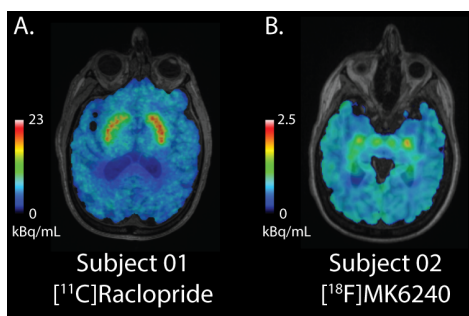 A.
B.
23
0
kBq/mL
2.5
0
kBq/mL
Subject 01
[¹¹C]Raclopride
Subject 02
[¹⁸F]MK6240